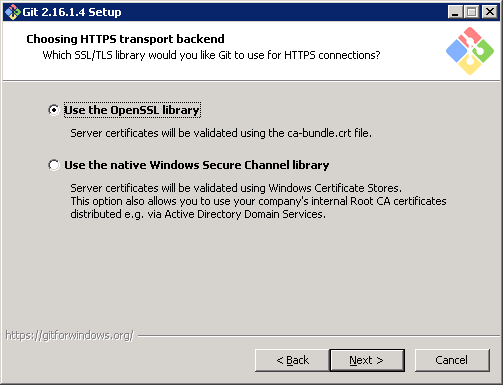 Git 2.16.1.4 Setup
Choosing HTTPS transport backend
Which SSL/TLS library would you like Git to use for HTTPS connections?
Use the OpenSSL library
Server certificates will be validated using the ca-bundle.crt file.
Use the native Windows Secure Channel library
Server certificates will be validated using Windows Certificate Stores.
This option also allows you to use your company's internal Root CA certificates
distributed e.g. via Active Directory Domain Services.
https://gitforwindows.org/
< Back
Next >
Cancel